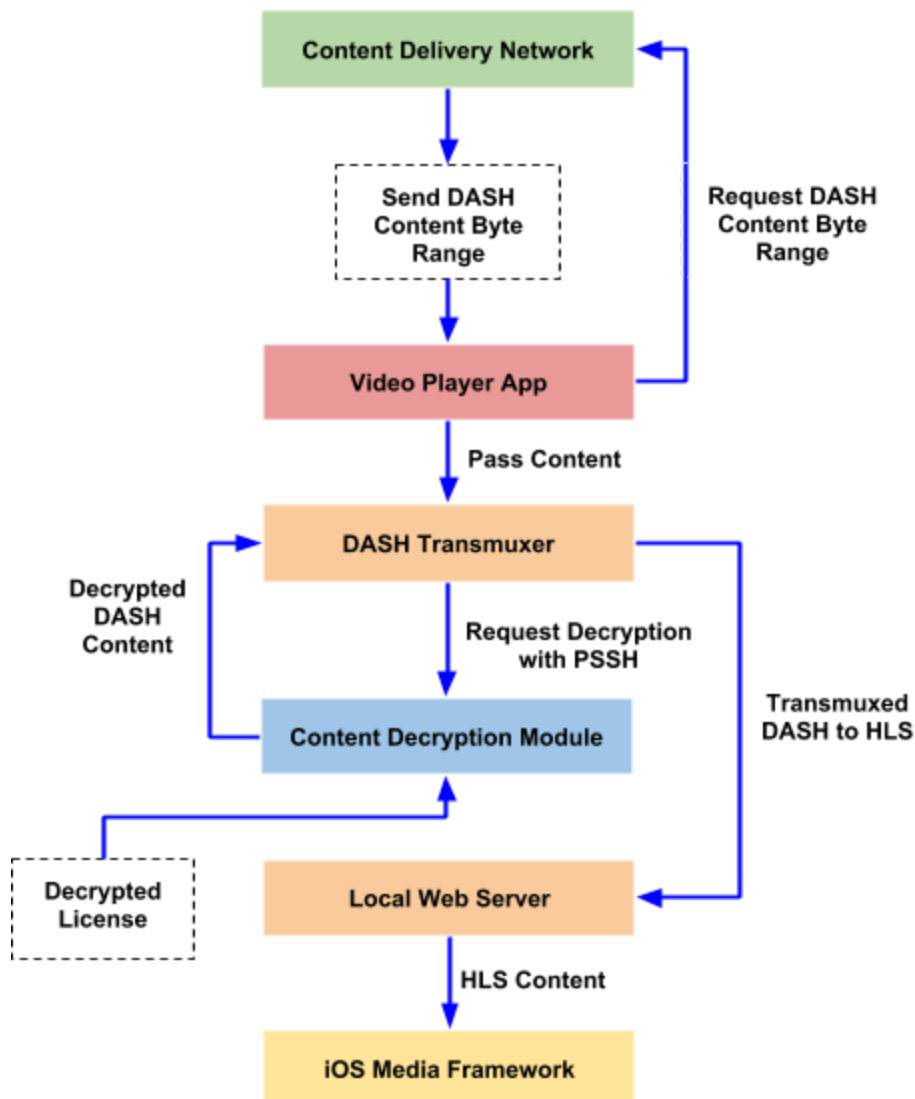 Content Delivery Network
Send DASH
Content Byte
Range
Request DASH
Content Byte
Range
Video Player App
Pass Content
DASH Transmuxer
Decrypted
DASH
Content
Request Decryption
with PSSH
Transmuxed
DASH to HLS
Content Decryption Module
Decrypted
License
Local Web Server
HLS Content
iOS Media Framework